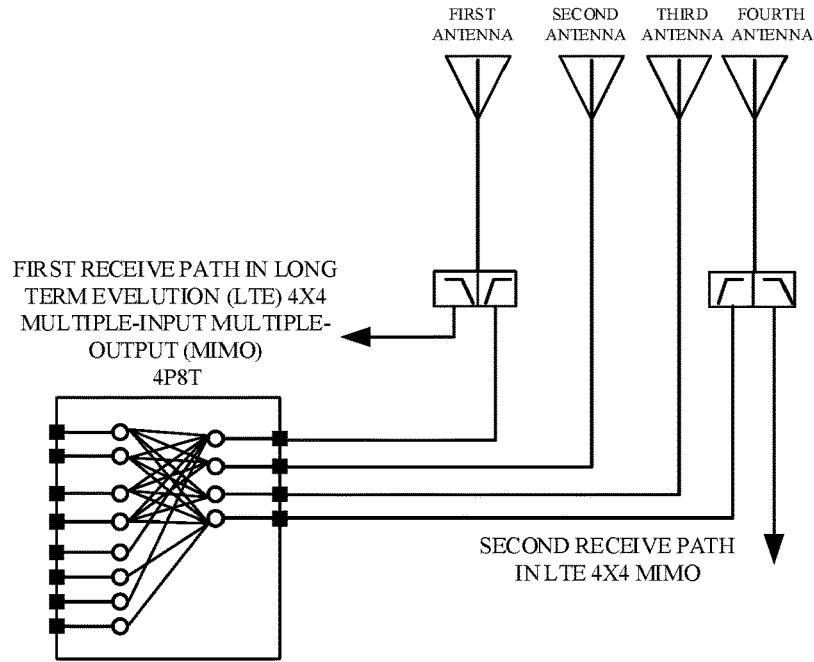 FIRST
ANTENNA
SECOND
ANTENNA
THIRD
ANTENNA
FOURTH
ANTENNA
FIRST RECEIVE PATH IN LONG
TERM EVELUTION (LTE) 4X4
MULTIPLE-INPUT MULTIPLE-
OUTPUT (MIMO)
4P8T
SECOND RECEIVE PATH
IN LTE 4X4 MIMO